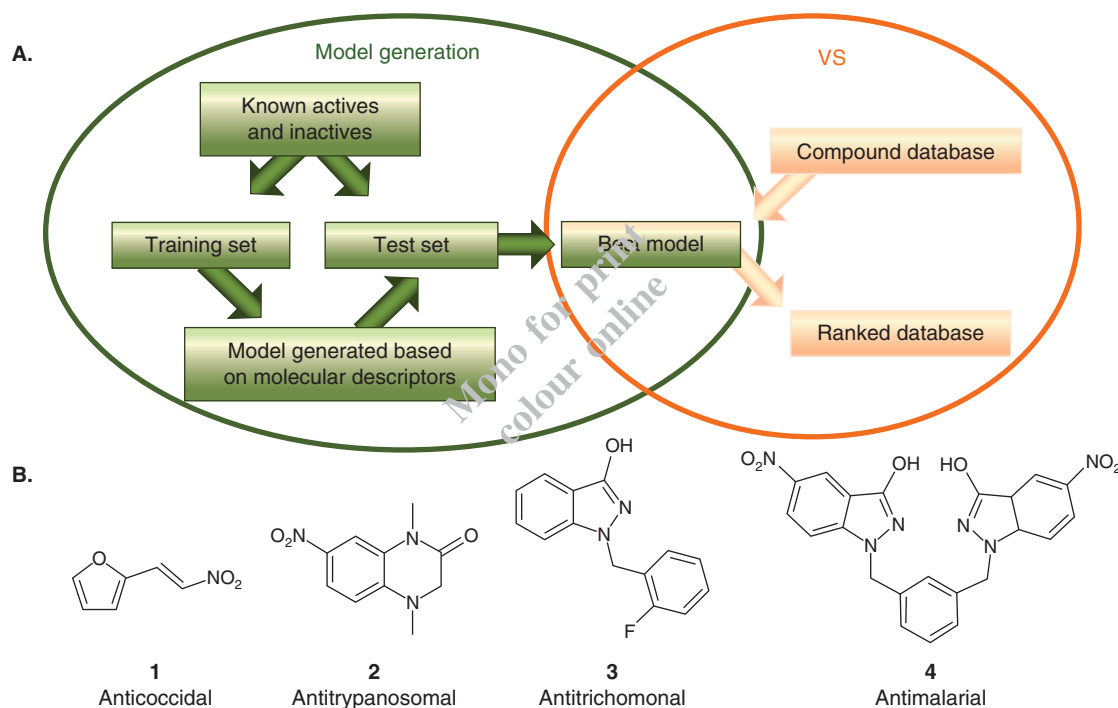 A.
Model generation
VS
Known actives
and inactives
Compound database
Training set
Test set
Best model
Model generated based
on molecular descriptors
Ranked database
Mono for print
colour online
B.
O
NO2
1
Anticoccidal
O2N
N
O
N
2
Antitrypanosomal
OH
N
N
F
3
Antitrichomonal
O2N
OH
HO
NO2
N
N
N
N
4
Antimalarial